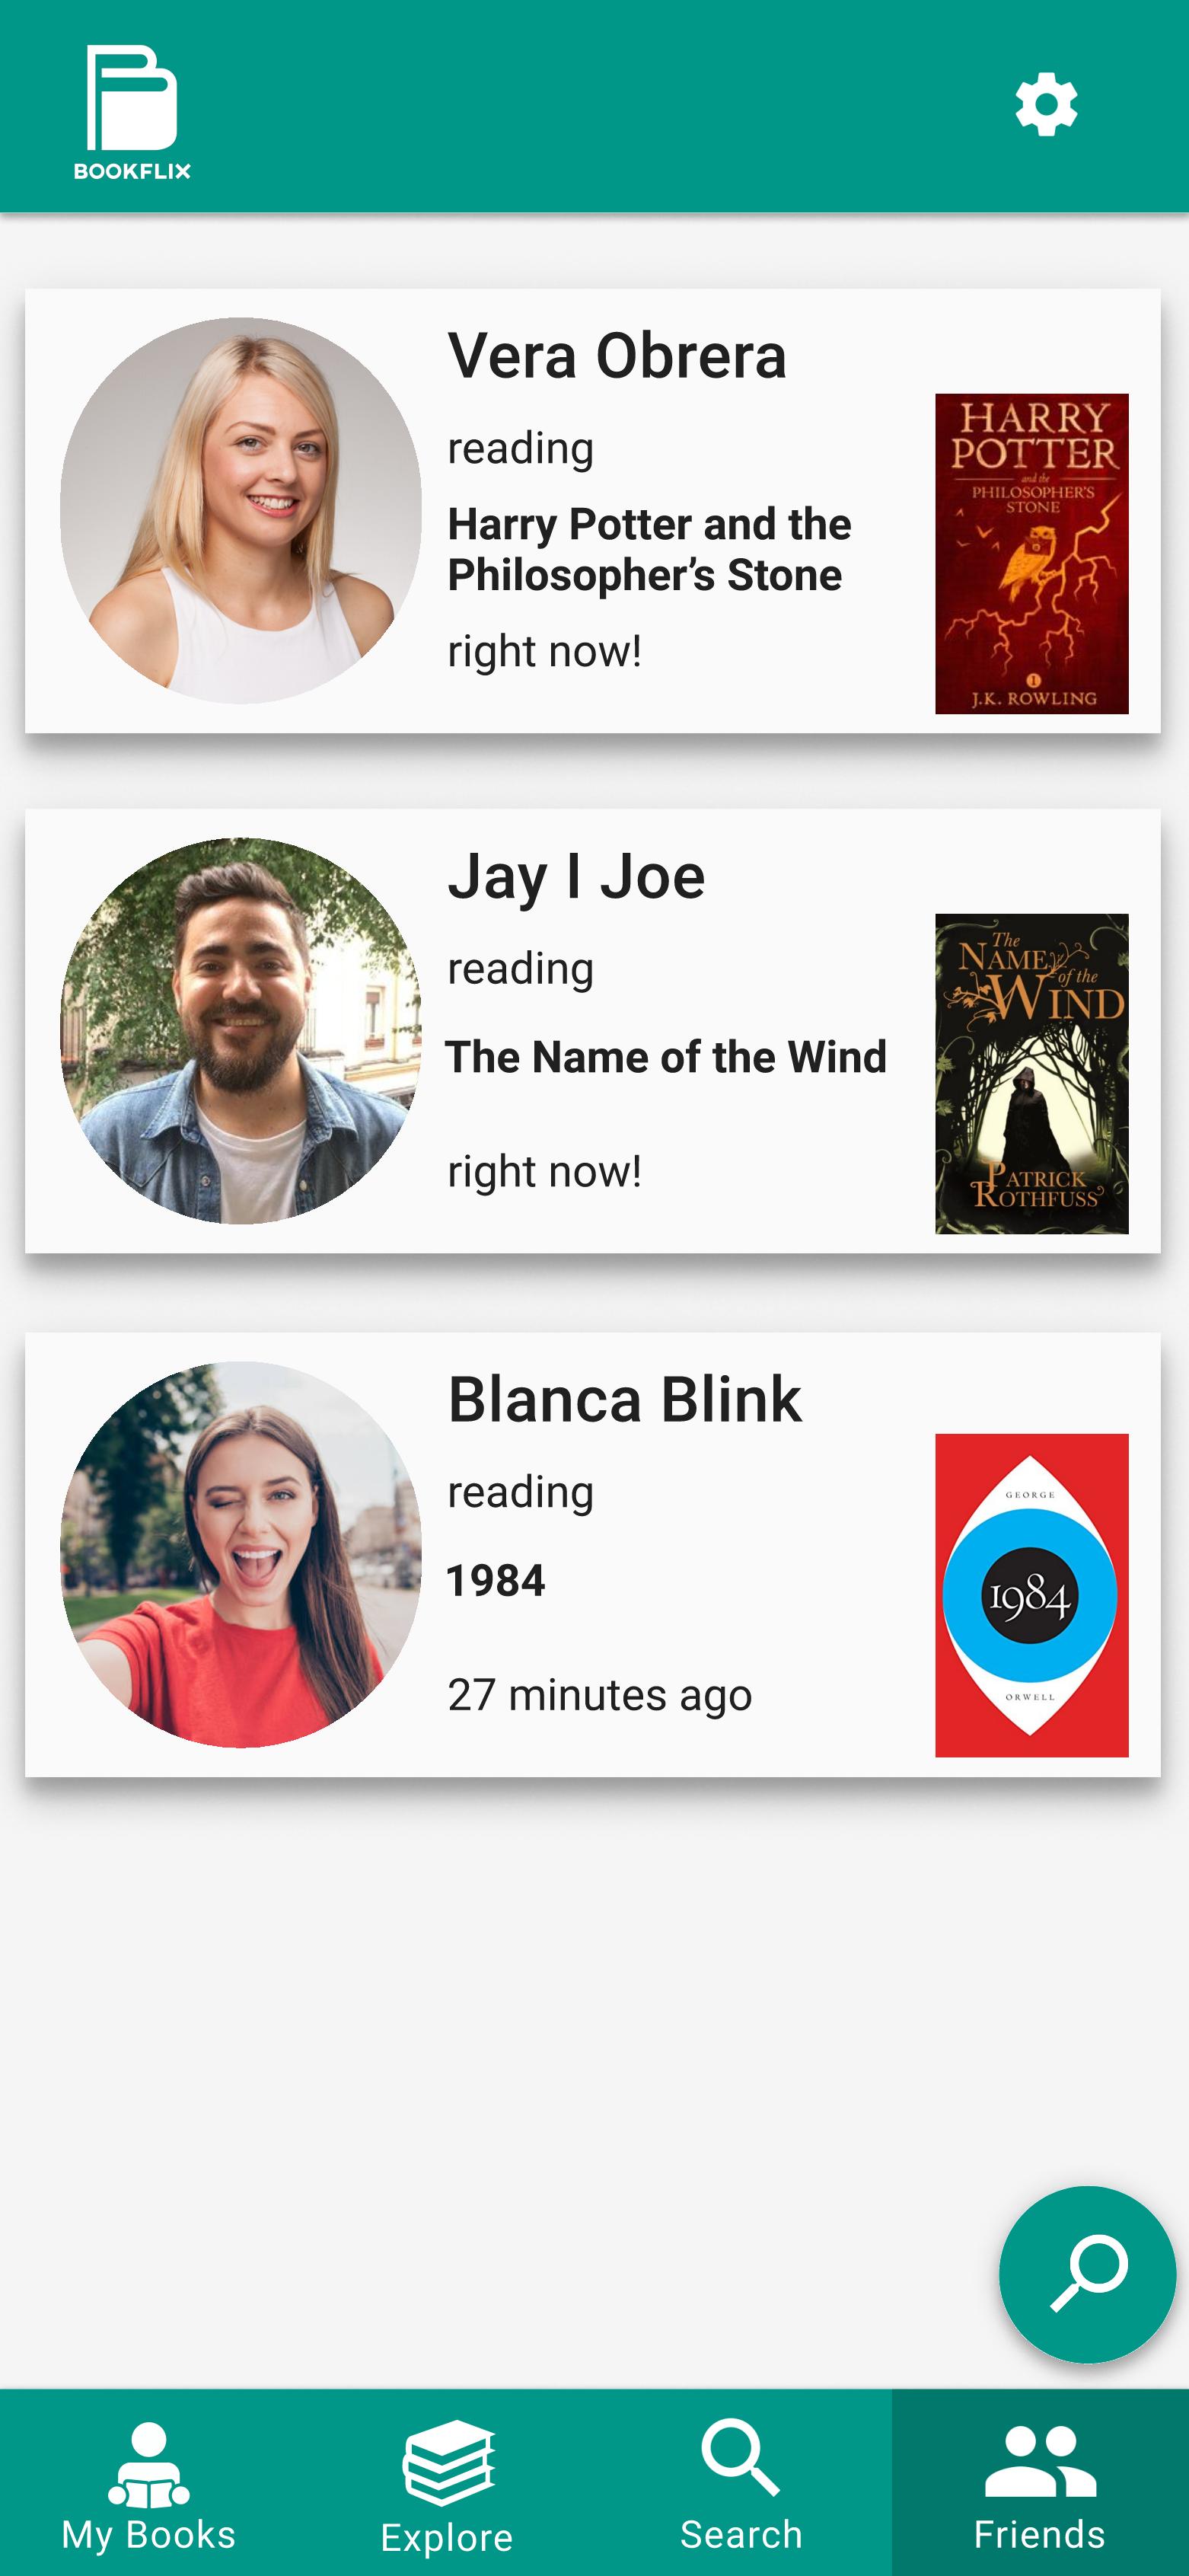 BOOKFLIX
Vera Obrera
reading
Harry Potter and the
Philosopher’s Stone
right now!
HARRY
POTTER
and the
PHILOSOPHER'S
STONE
1
J.K. ROWLING
Jay I Joe
reading
The Name of the Wind
right now!
The
NAME
of the
WIND
PATRICK
ROTHFUSS
Blanca Blink
reading
1984
27 minutes ago
GEORGE
1984
ORWELL
My Books
Explore
Search
Friends